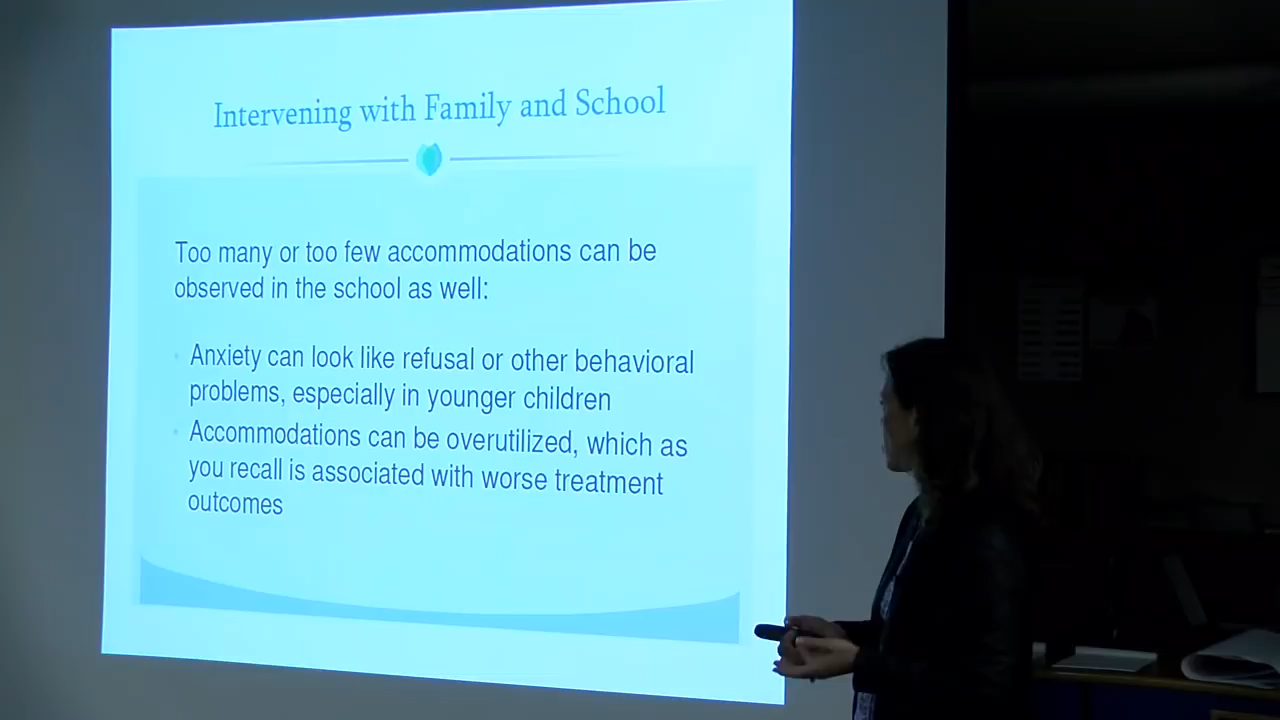 Intervening with Family and School
Too many or too few accommodations can be
observed in the school as well:
Anxiety can look like refusal or other behavioral
problems, especially in younger children
Accommodations can be overutilized, which as
you recall is associated with worse treatment
outcomes